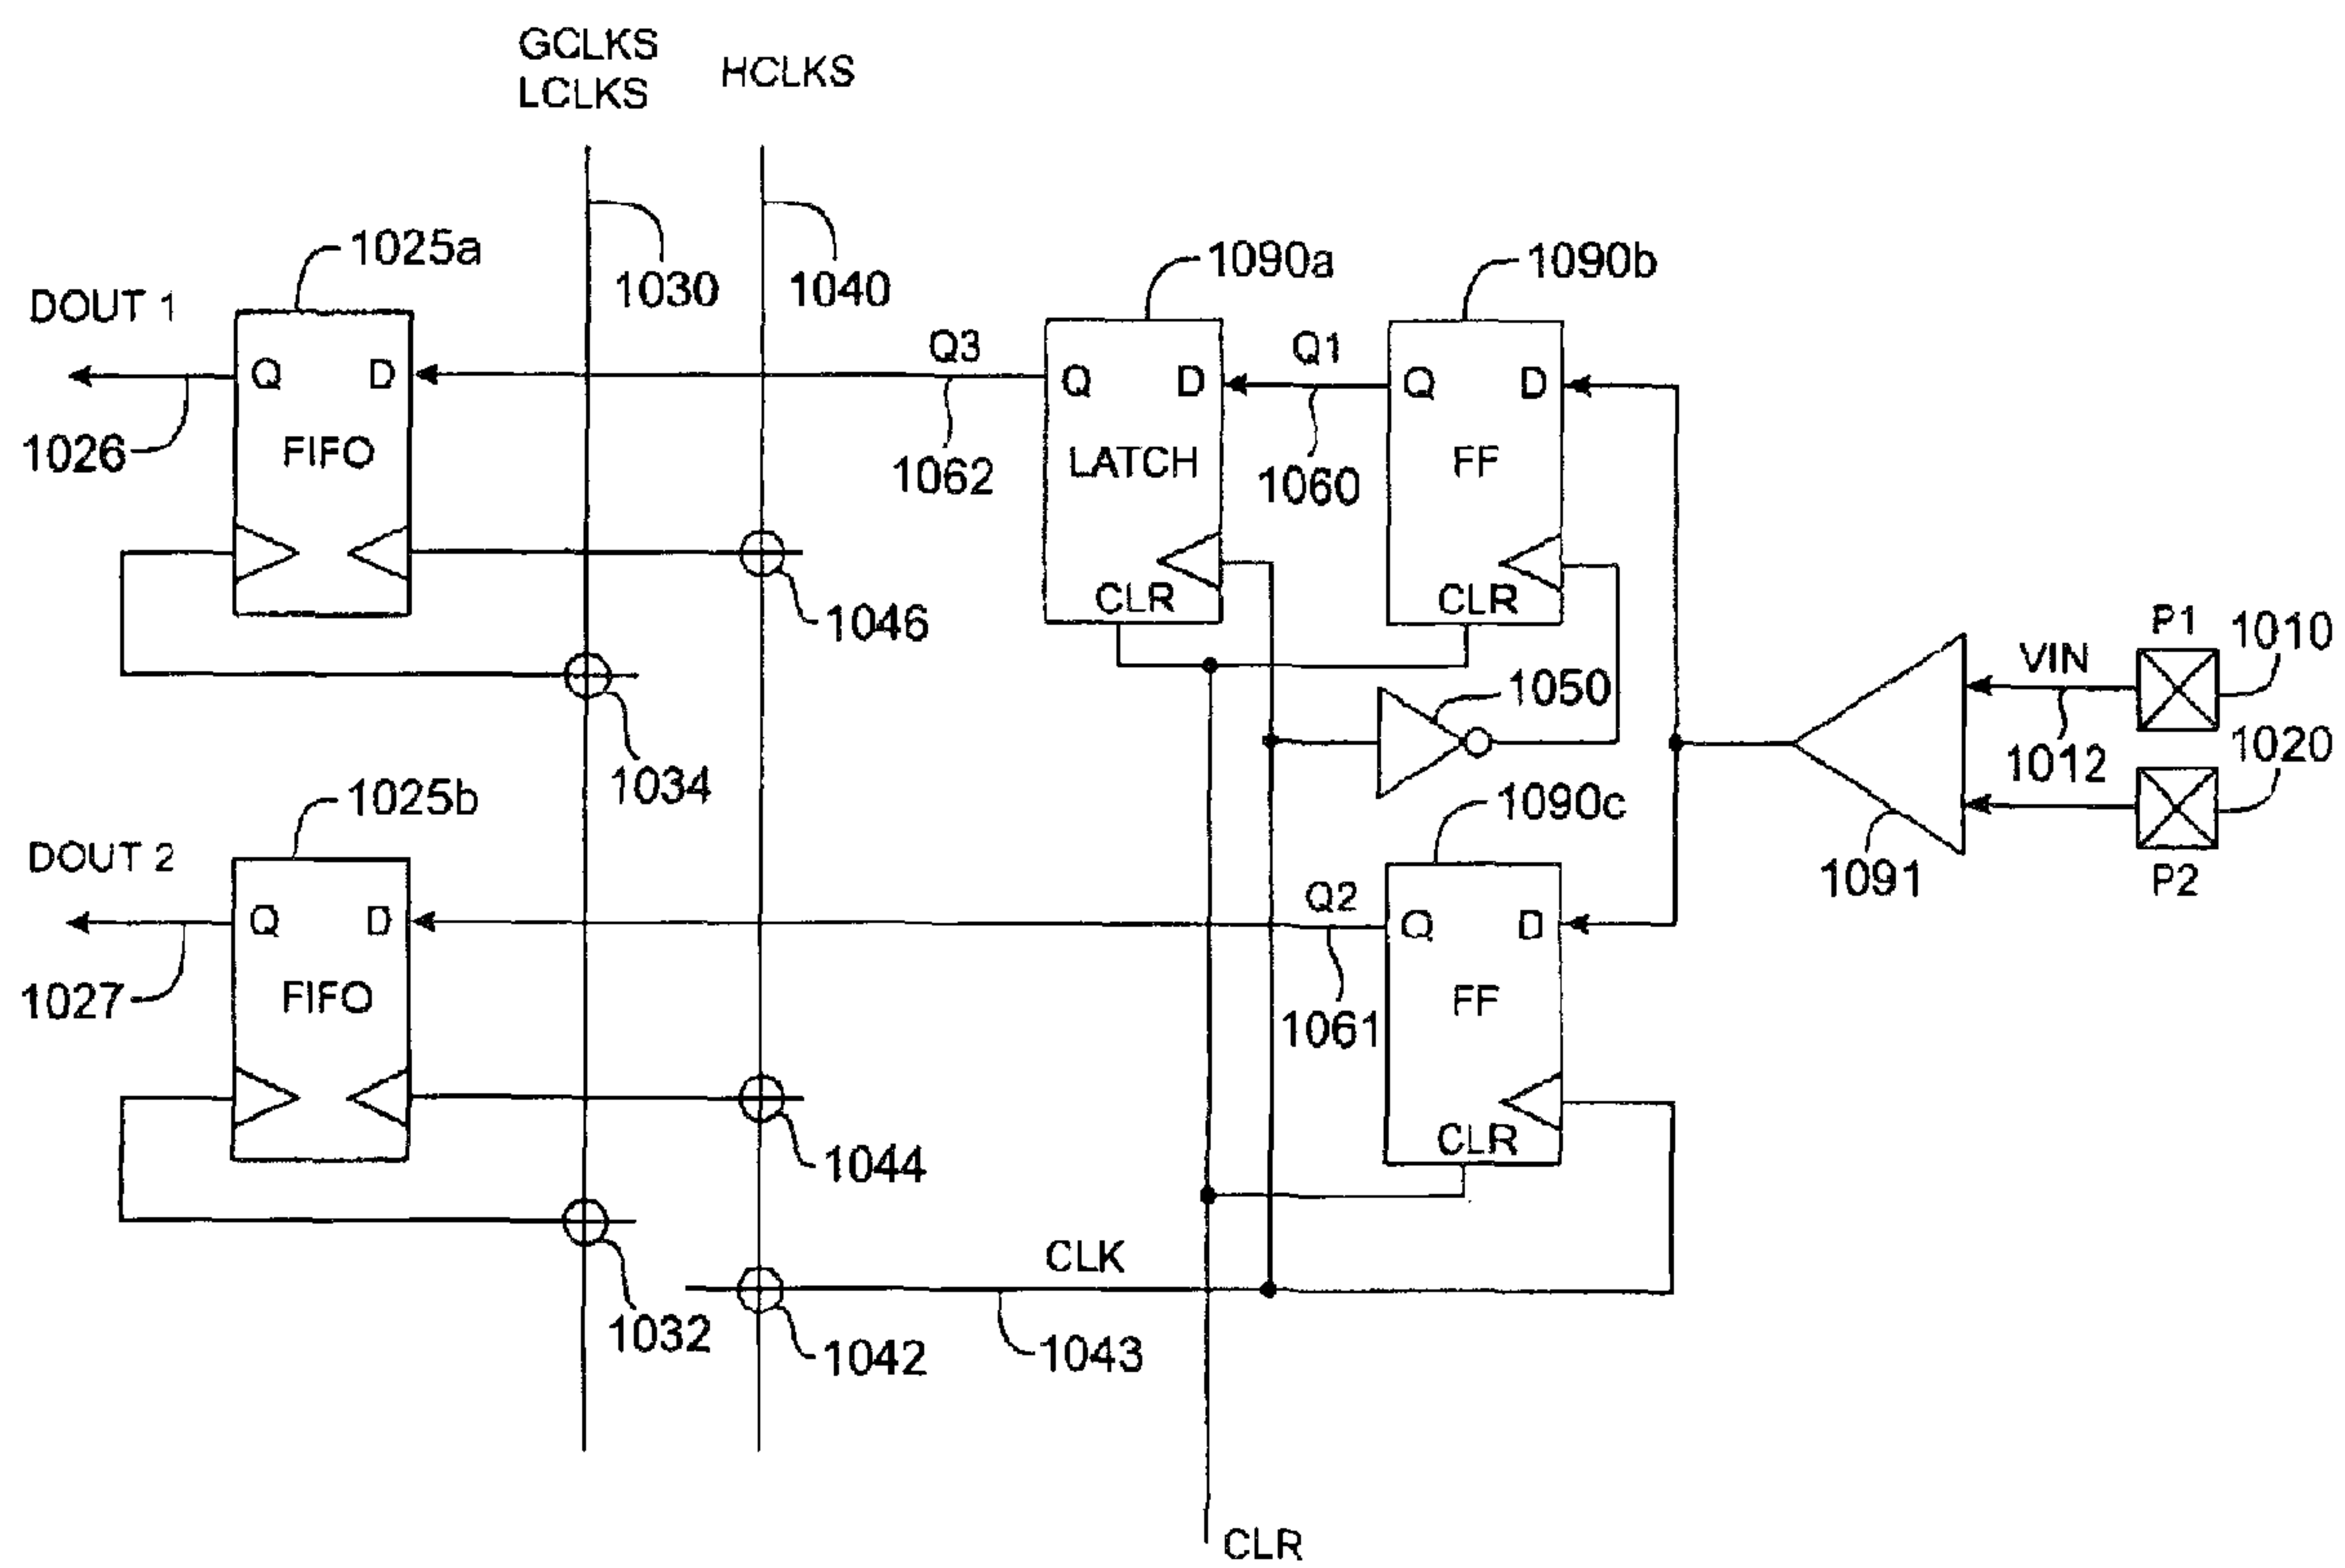 GCLKS
LCLKS
HCLKS
1025a
1030
1040
1090a
1090b
DOUT 1
Q D
FIFO
1026
Q3
1062
Q D
LATCH
CLR
Q1
1060
Q D
FF
CLR
1046
1034
1050
P1
1010
VIN
1012
1020
P2
1091
1025b
1090c
DOUT 2
Q D
FIFO
1027
Q2
1061
Q D
FF
CLR
1044
1032
CLK
1042
1043
CLR